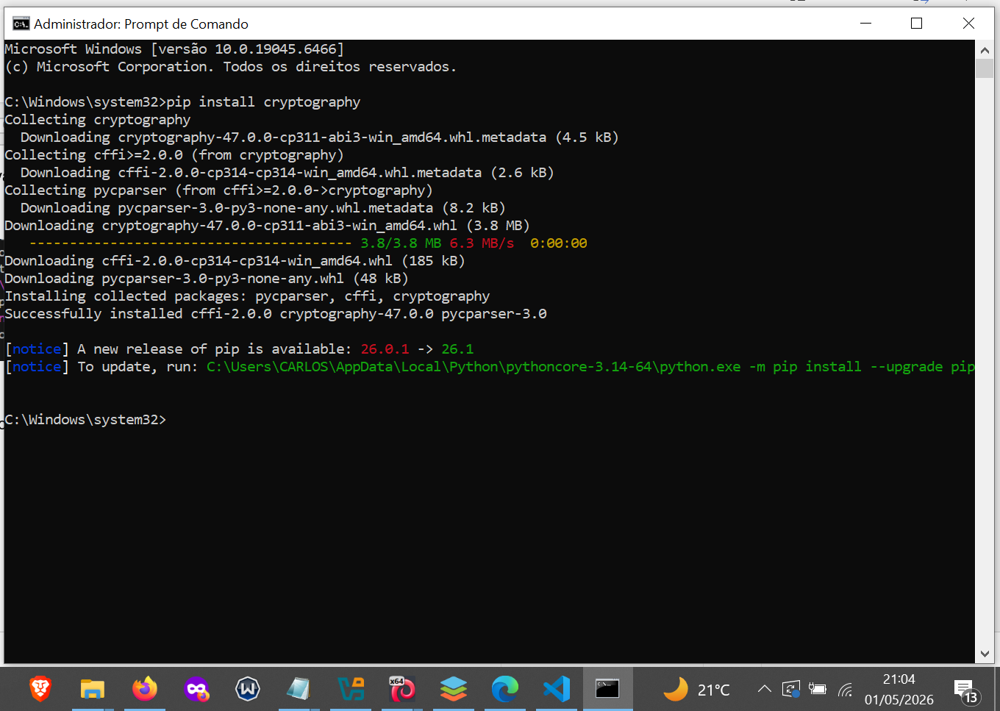 Administrador: Prompt de Comando
Microsoft Windows [versão 10.0.19045.6466]
(c) Microsoft Corporation. Todos os direitos reservados.
C:\Windows\system32>pip install cryptography
Collecting cryptography
  Downloading cryptography-47.0.0-cp311-abi3-win_amd64.whl.metadata (4.5 kB)
Collecting cffi>=2.0.0 (from cryptography)
  Downloading cffi-2.0.0-cp314-cp314-win_amd64.whl.metadata (2.6 kB)
Collecting pycparser (from cffi>=2.0.0->cryptography)
  Downloading pycparser-3.0-py3-none-any.whl.metadata (8.2 kB)
Downloading cryptography-47.0.0-cp311-abi3-win_amd64.whl (3.8 MB)
   ---------------------------------------- 3.8/3.8 MB 6.3 MB/s  0:00:00
Downloading cffi-2.0.0-cp314-cp314-win_amd64.whl (185 kB)
Downloading pycparser-3.0-py3-none-any.whl (48 kB)
Installing collected packages: pycparser, cffi, cryptography
Successfully installed cffi-2.0.0 cryptography-47.0.0 pycparser-3.0
[notice] A new release of pip is available: 26.0.1 -> 26.1
[notice] To update, run: C:\Users\CARLOS\AppData\Local\Python\pythoncore-3.14-64\python.exe -m pip install --upgrade pip
C:\Windows\system32>
x64
21°C
21:04
01/05/2026
13